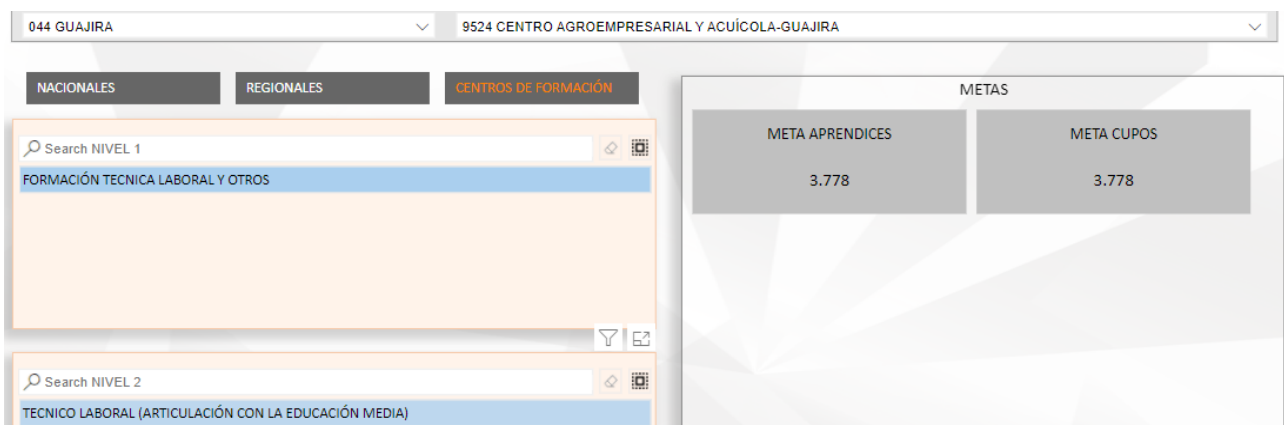 044 GUAJIRA
9524 CENTRO AGROEMPRESARIAL Y ACUÍCOLA-GUAJIRA
NACIONALES
REGIONALES
CENTROS DE FORMACIÓN
Search NIVEL 1
FORMACIÓN TECNICA LABORAL Y OTROS
Search NIVEL 2
TECNICO LABORAL (ARTICULACIÓN CON LA EDUCACIÓN MEDIA)
METAS
META APRENDICES
3.778
META CUPOS
3.778